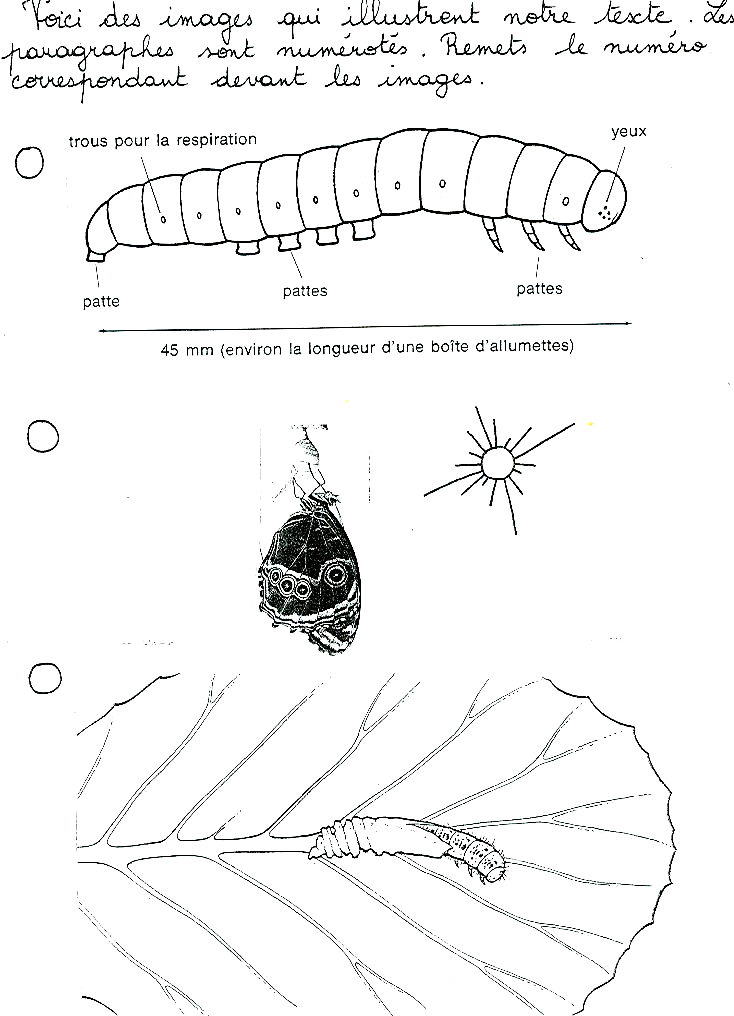 Voici des images qui illustrent notre texte. Les
paragraphes sont numérotés. Remets le numéro
correspondant devant les images.
trous pour la respiration
yeux
patte
pattes
pattes
45 mm (environ la longueur d'une boîte d'allumettes)